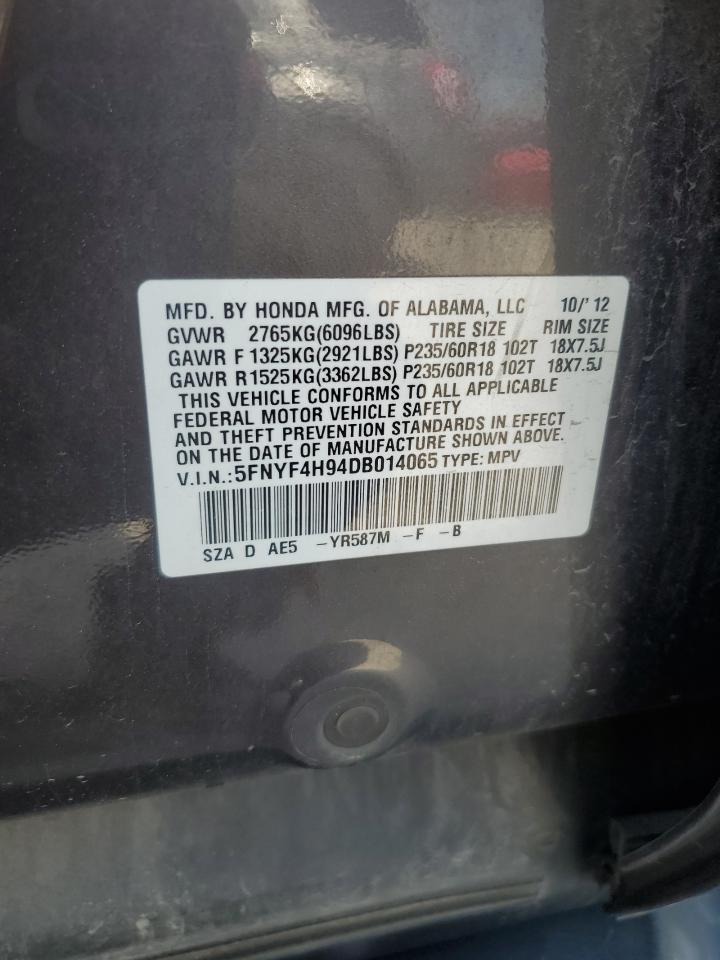 MFD. BY HONDA MFG. OF ALABAMA, LLC 10/'12
GVWR 2765KG(6096LBS) TIRE SIZE RIM SIZE
GAWR F 1325KG(2921LBS) P235/60R18 102T 18X7.5J
GAWR R 1525KG(3362LBS) P235/60R18 102T 18X7.5J
THIS VEHICLE CONFORMS TO ALL APPLICABLE
FEDERAL MOTOR VEHICLE SAFETY
AND THEFT PREVENTION STANDARDS IN EFFECT
ON THE DATE OF MANUFACTURE SHOWN ABOVE.
V.I.N.:5FNYF4H94DB014065 TYPE: MPV
SZA D AE5 -YR587M -F -B